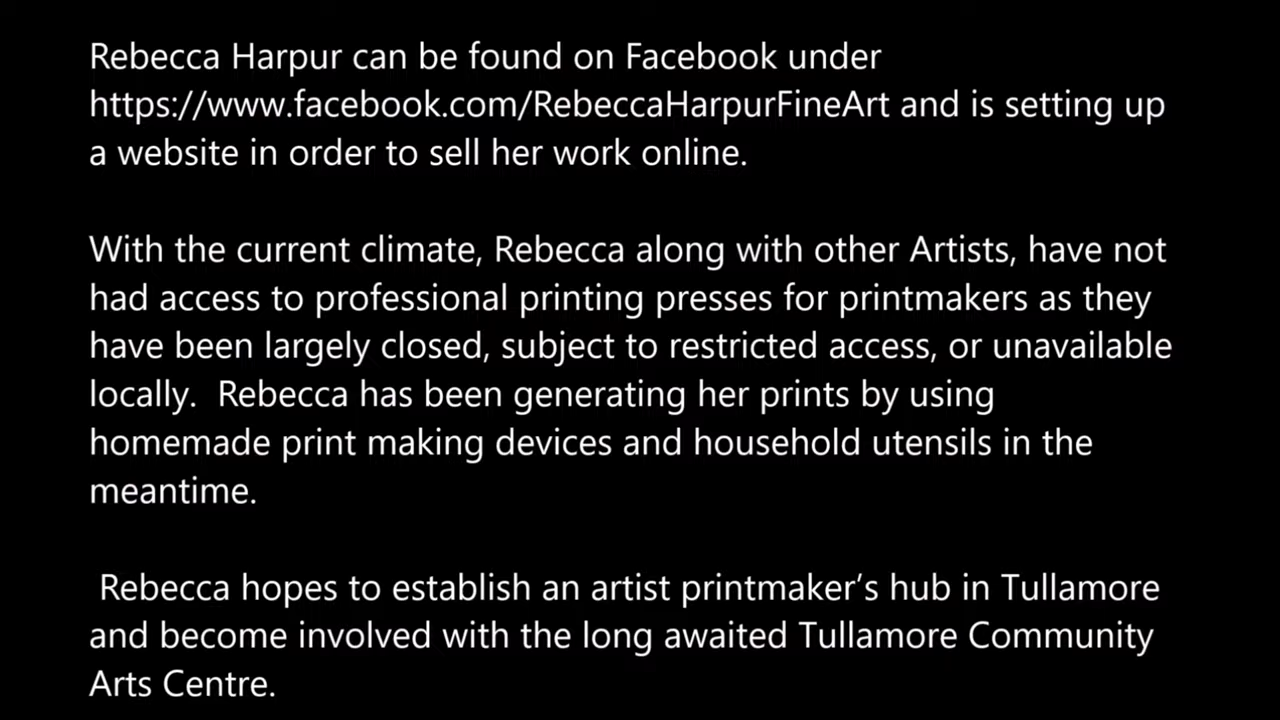 Rebecca Harpur can be found on Facebook under
https://www.facebook.com/RebeccaHarpurFineArt and is setting up
a website in order to sell her work online.
With the current climate, Rebecca along with other Artists, have not
had access to professional printing presses for printmakers as they
have been largely closed, subject to restricted access, or unavailable
locally.  Rebecca has been generating her prints by using
homemade print making devices and household utensils in the
meantime.
Rebecca hopes to establish an artist printmaker’s hub in Tullamore
and become involved with the long awaited Tullamore Community
Arts Centre.